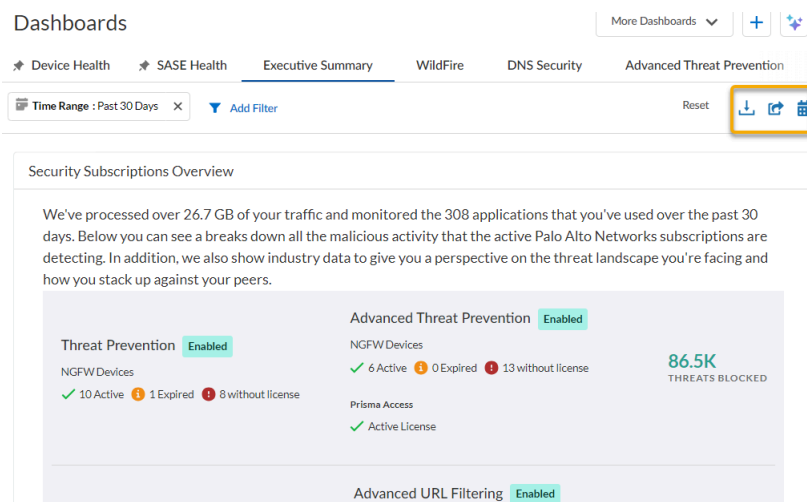 Dashboards
More Dashboards
Device Health SASE Health Executive Summary WildFire DNS Security Advanced Threat Prevention
Time Range : Past 30 Days Add Filter Reset
Security Subscriptions Overview
We've processed over 26.7 GB of your traffic and monitored the 308 applications that you've used over the past 30
days. Below you can see a breaks down all the malicious activity that the active Palo Alto Networks subscriptions are
detecting. In addition, we also show industry data to give you a perspective on the threat landscape you're facing and
how you stack up against your peers.
Threat Prevention Enabled
NGFW Devices
10 Active 1 Expired 8 without license
Advanced Threat Prevention Enabled
NGFW Devices
6 Active 0 Expired 13 without license
Prisma Access
Active License
86.5K
THREATS BLOCKED
Advanced URL Filtering Enabled